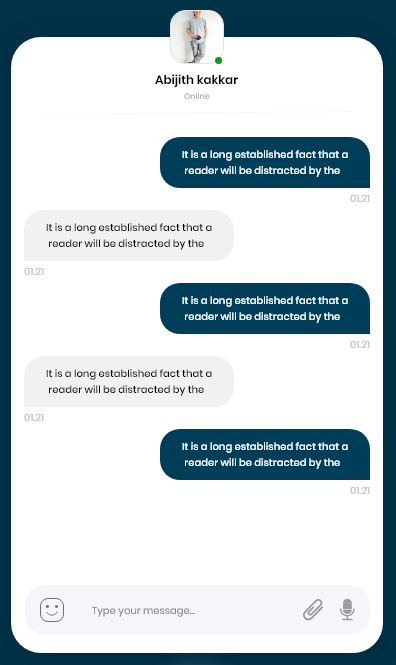 Abijith kakkar
Online
It is a long established fact that a
reader will be distracted by the
01.21
It is a long established fact that a
reader will be distracted by the
01.21
It is a long established fact that a
reader will be distracted by the
01.21
It is a long established fact that a
reader will be distracted by the
01.21
It is a long established fact that a
reader will be distracted by the
01.21
Type your message...